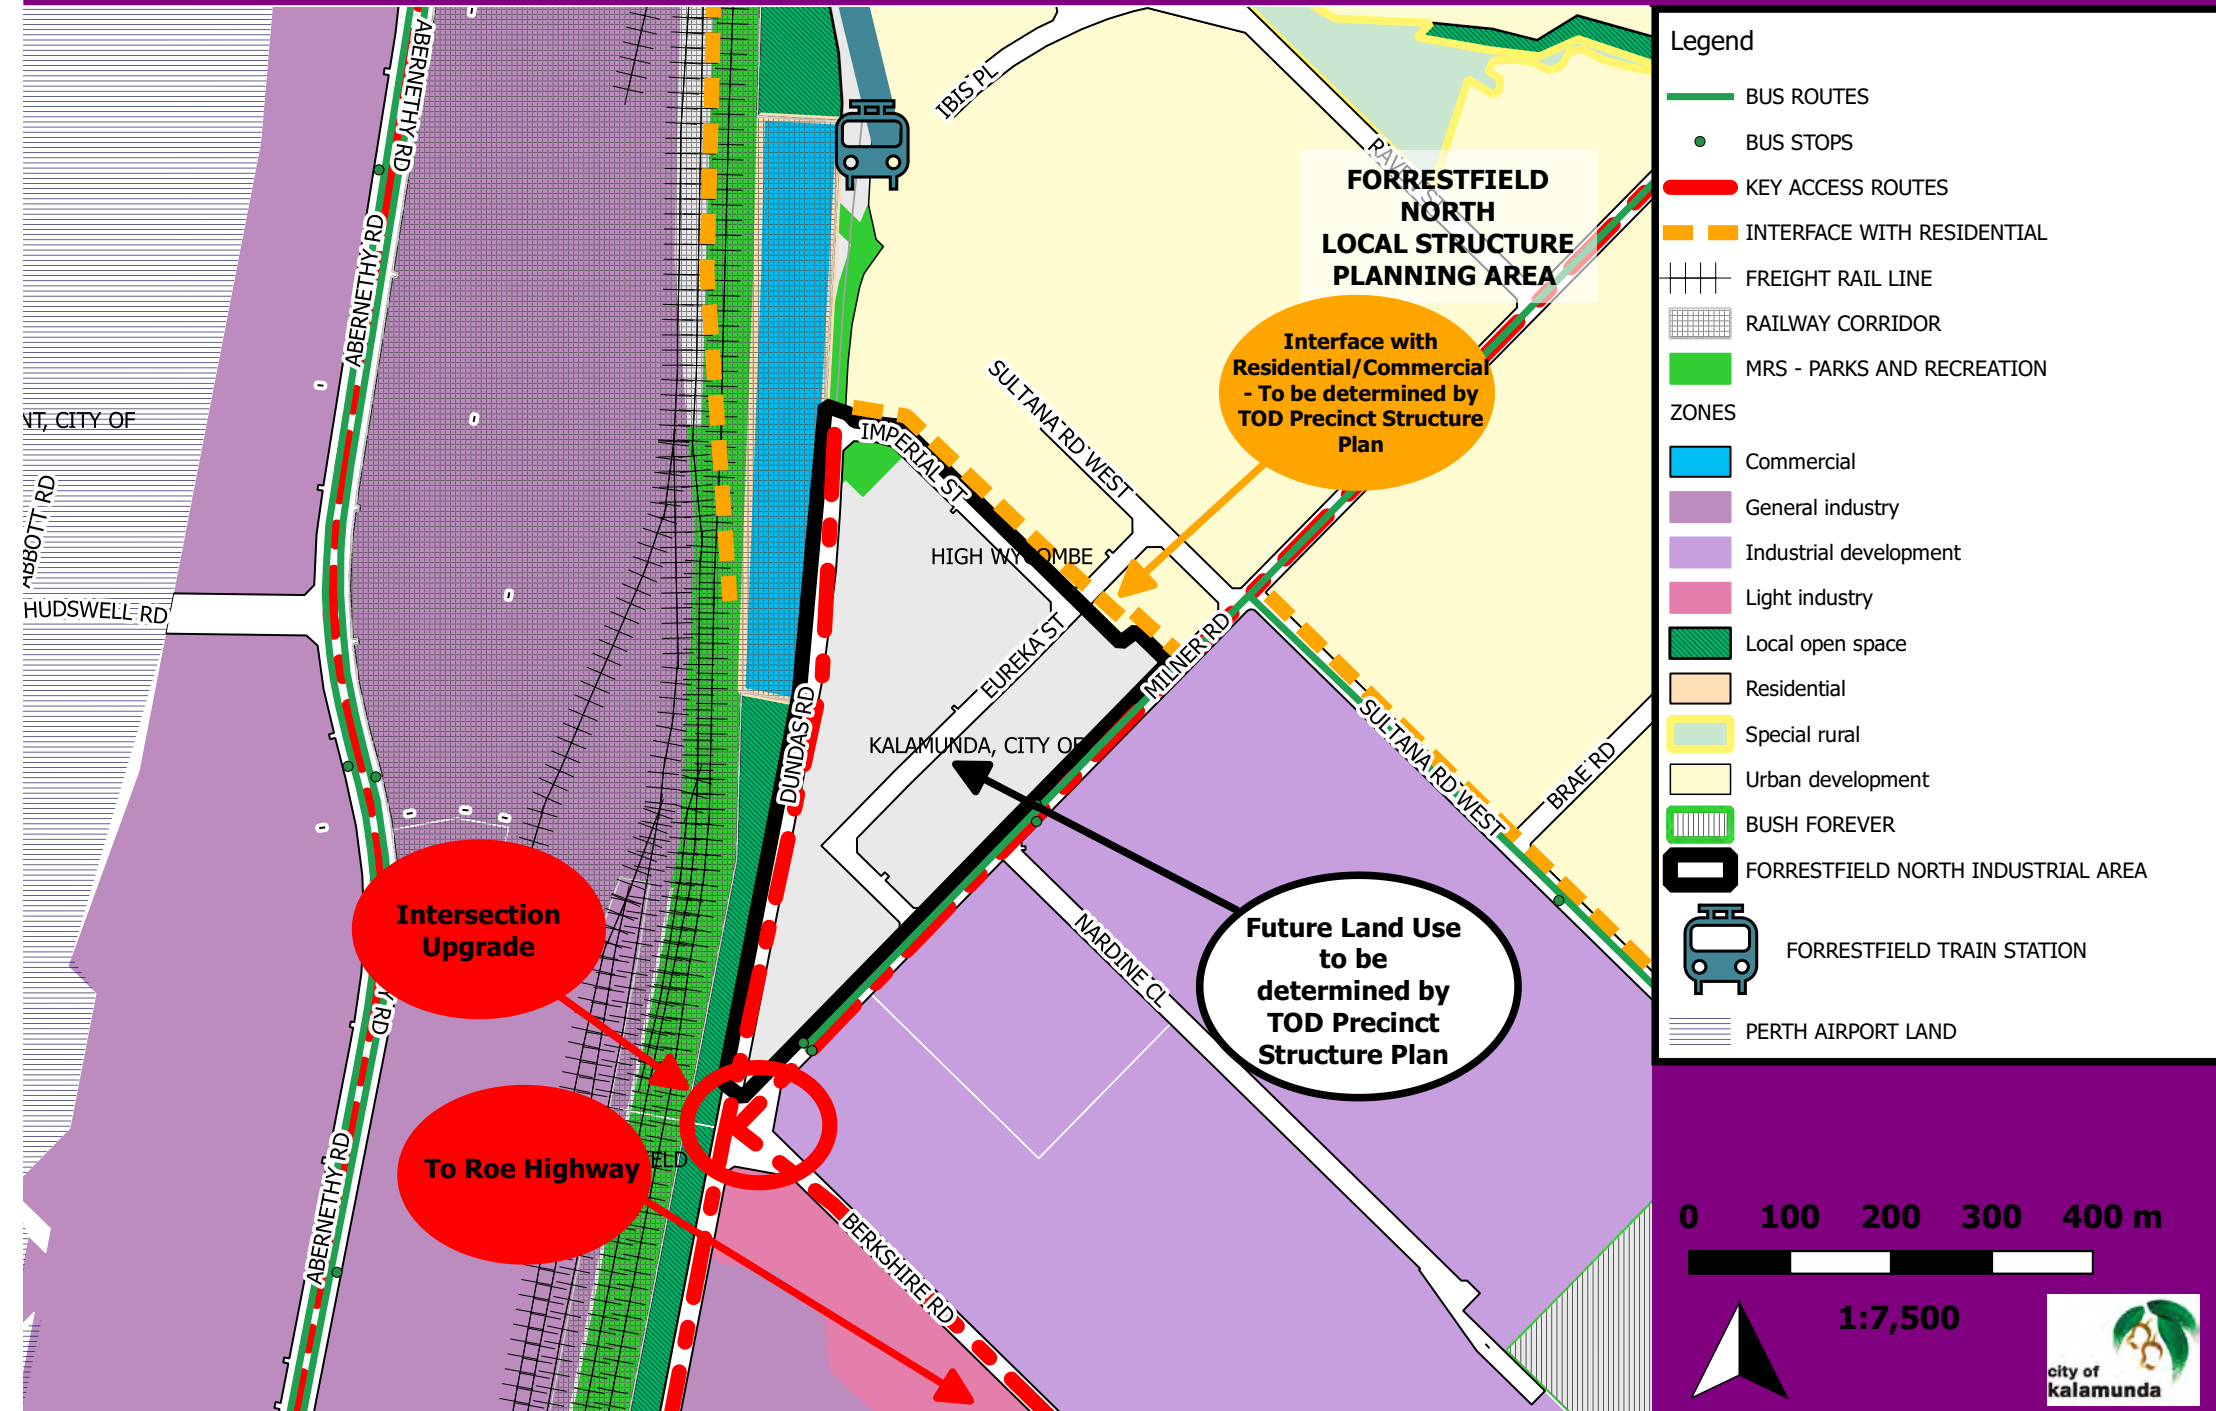 ABERNETHY RD
ABERNETHY RD
NT, CITY OF
ABBOTT RD
HUDSWELL RD
IBIS PL
FORRESTFIELD
NORTH
LOCAL STRUCTURE
PLANNING AREA
Interface with
Residential/Commercial
- To be determined by
TOD Precinct Structure
Plan
SULTANA RD WEST
IMPERIAL ST
HIGH WYCOMBE
EUREKA ST
MILNER RD
DUNDAS RD
KALAMUNDA, CITY OF
SULTANA RD WEST
BRAE RD
NARDINE CL
Intersection
Upgrade
Future Land Use
to be
determined by
TOD Precinct
Structure Plan
Y RD
To Roe Highway
ELD
ABERNETHY RD
BERKSHIRE RD
Legend
BUS ROUTES
BUS STOPS
KEY ACCESS ROUTES
INTERFACE WITH RESIDENTIAL
FREIGHT RAIL LINE
RAILWAY CORRIDOR
MRS - PARKS AND RECREATION
ZONES
Commercial
General industry
Industrial development
Light industry
Local open space
Residential
Special rural
Urban development
BUSH FOREVER
FORRESTFIELD NORTH INDUSTRIAL AREA
FORRESTFIELD TRAIN STATION
PERTH AIRPORT LAND
0 100 200 300 400 m
1:7,500
city of
kalamunda